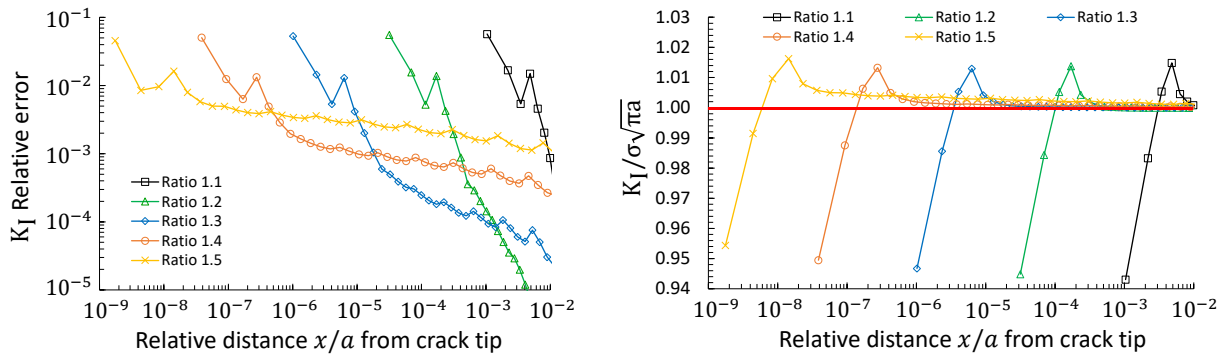 K_I Relative error
10⁻¹
10⁻²
10⁻³
10⁻⁴
10⁻⁵
Ratio 1.1
Ratio 1.2
Ratio 1.3
Ratio 1.4
Ratio 1.5
10⁻⁹ 10⁻⁸ 10⁻⁷ 10⁻⁶ 10⁻⁵ 10⁻⁴ 10⁻³ 10⁻²
Relative distance x/a from crack tip
K_I/σ√πa
1.03
1.02
1.01
1.00
0.99
0.98
0.97
0.96
0.95
0.94
Ratio 1.1 Ratio 1.2 Ratio 1.3
Ratio 1.4 Ratio 1.5
10⁻⁹ 10⁻⁸ 10⁻⁷ 10⁻⁶ 10⁻⁵ 10⁻⁴ 10⁻³ 10⁻²
Relative distance x/a from crack tip